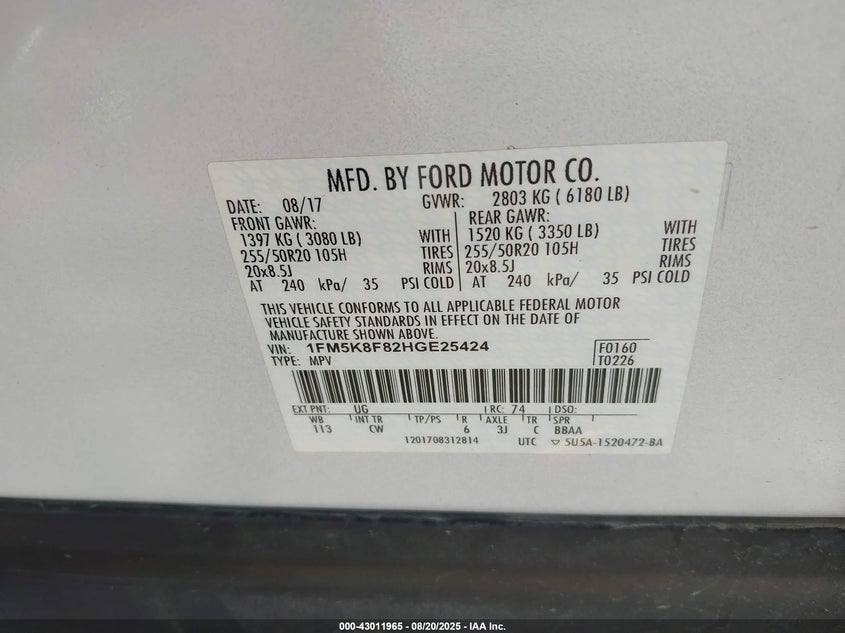 MFD. BY FORD MOTOR CO.
DATE: 08/17 GVWR: 2803 KG ( 6180 LB)
FRONT GAWR: REAR GAWR:
1397 KG ( 3080 LB) WITH 1520 KG ( 3350 LB) WITH
255/50R20 105H TIRES 255/50R20 105H TIRES
20x8.5J RIMS 20x8.5J RIMS
AT 240 kPa/ 35 PSI COLD AT 240 kPa/ 35 PSI COLD
THIS VEHICLE CONFORMS TO ALL APPLICABLE FEDERAL MOTOR
VEHICLE SAFETY STANDARDS IN EFFECT ON THE DATE OF
MANUFACTURE SHOWN ABOVE.
VIN: 1FM5K8F82HGE25424 F0160
TYPE: MPV T0226
EXT PNT: UG RC: 74 DSO:
WB INT TR TP/PS R AXLE TR SPR
113 CW 6 3J C BBAA
1201708312814 UTC ▽ 5U5A-1520472-BA
000-43011965 - 08/20/2025 - IAA Inc.